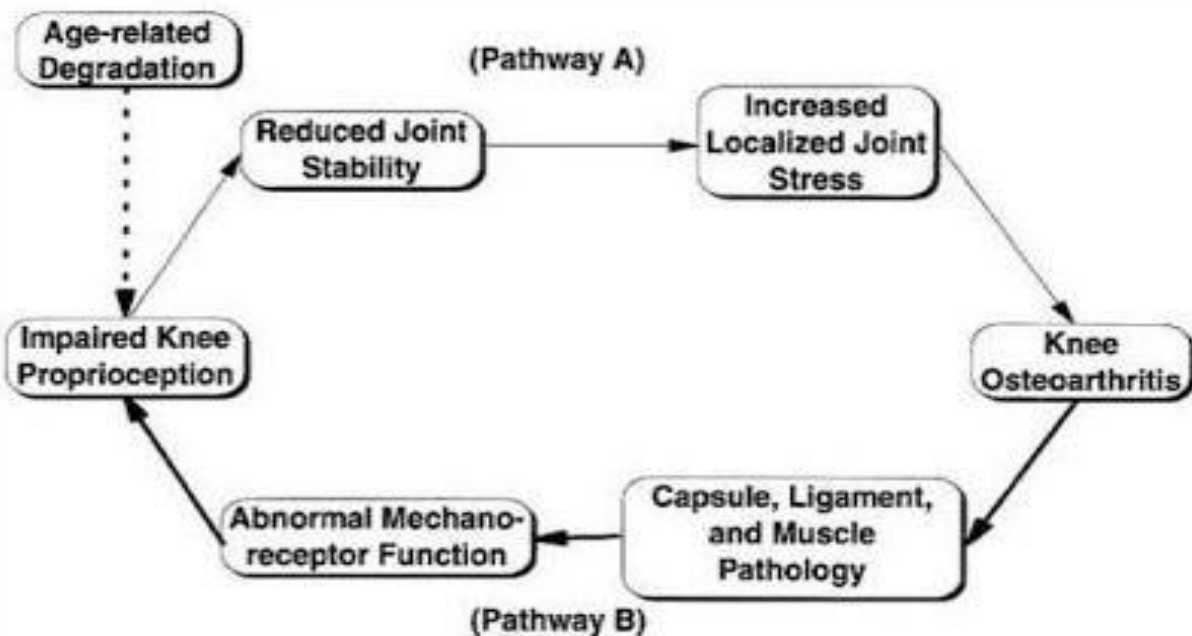 Age-related
Degradation
(Pathway A)
Reduced Joint
Stability
Increased
Localized Joint
Stress
Impaired Knee
Proprioception
Knee
Osteoarthritis
Abnormal Mechano-
receptor Function
Capsule, Ligament,
and Muscle
Pathology
(Pathway B)